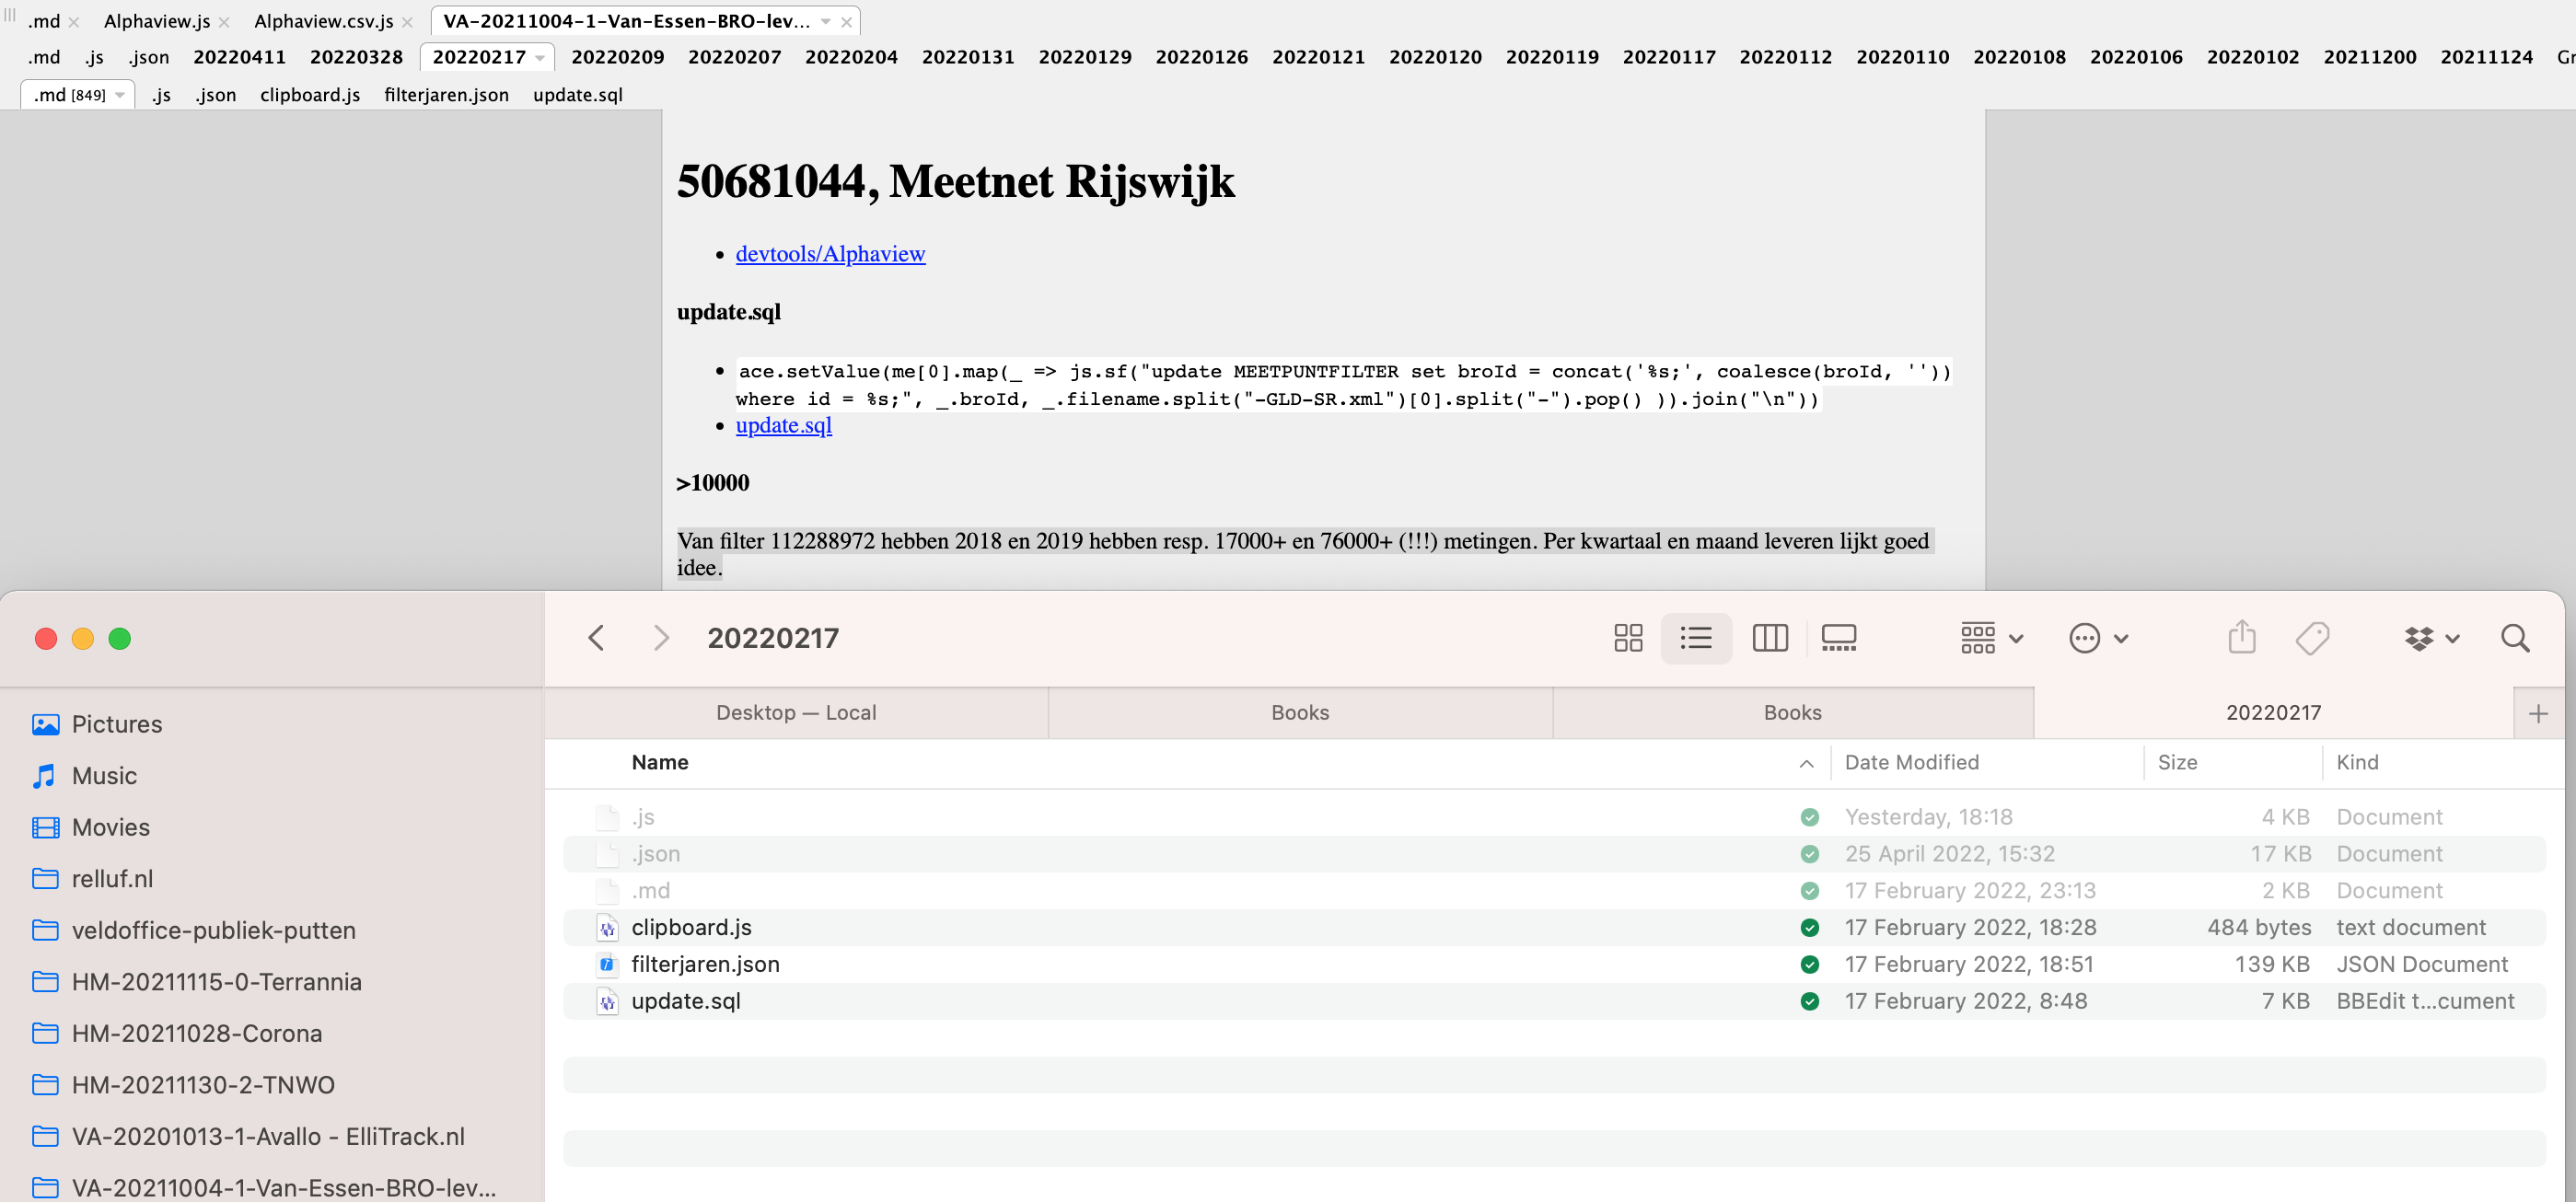 .md Alphaview.js Alphaview.csv.js VA-20211004-1-Van-Essen-BRO-lev...
.md .js .json 20220411 20220328 20220217 20220209 20220207 20220204 20220131 20220129 20220126 20220121 20220120 20220119 20220117 20220112 20220110 20220108 20220106 20220102 20211200 20211124 Gr
.md [849] .js .json clipboard.js filterjaren.json update.sql
50681044, Meetnet Rijswijk
• devtools/Alphaview
update.sql
• ace.setValue(me[0].map(_ => js.sf("update MEETPUNTFILTER set broId = concat('%s;', coalesce(broId, ''))
where id = %s;", _.broId, _.filename.split("-GLD-SR.xml")[0].split("-").pop() )).join("\n"))
• update.sql
>10000
Van filter 112288972 hebben 2018 en 2019 hebben resp. 17000+ en 76000+ (!!!) metingen. Per kwartaal en maand leveren lijkt goed
idee.
20220217
Desktop — Local Books Books 20220217
Name Date Modified Size Kind
.js Yesterday, 18:18 4 KB Document
.json 25 April 2022, 15:32 17 KB Document
.md 17 February 2022, 23:13 2 KB Document
clipboard.js 17 February 2022, 18:28 484 bytes text document
filterjaren.json 17 February 2022, 18:51 139 KB JSON Document
update.sql 17 February 2022, 8:48 7 KB BBEdit t...cument
Pictures
Music
Movies
relluf.nl
veldoffice-publiek-putten
HM-20211115-0-Terrannia
HM-20211028-Corona
HM-20211130-2-TNWO
VA-20201013-1-Avallo - ElliTrack.nl
VA-20211004-1-Van-Essen-BRO-lev...